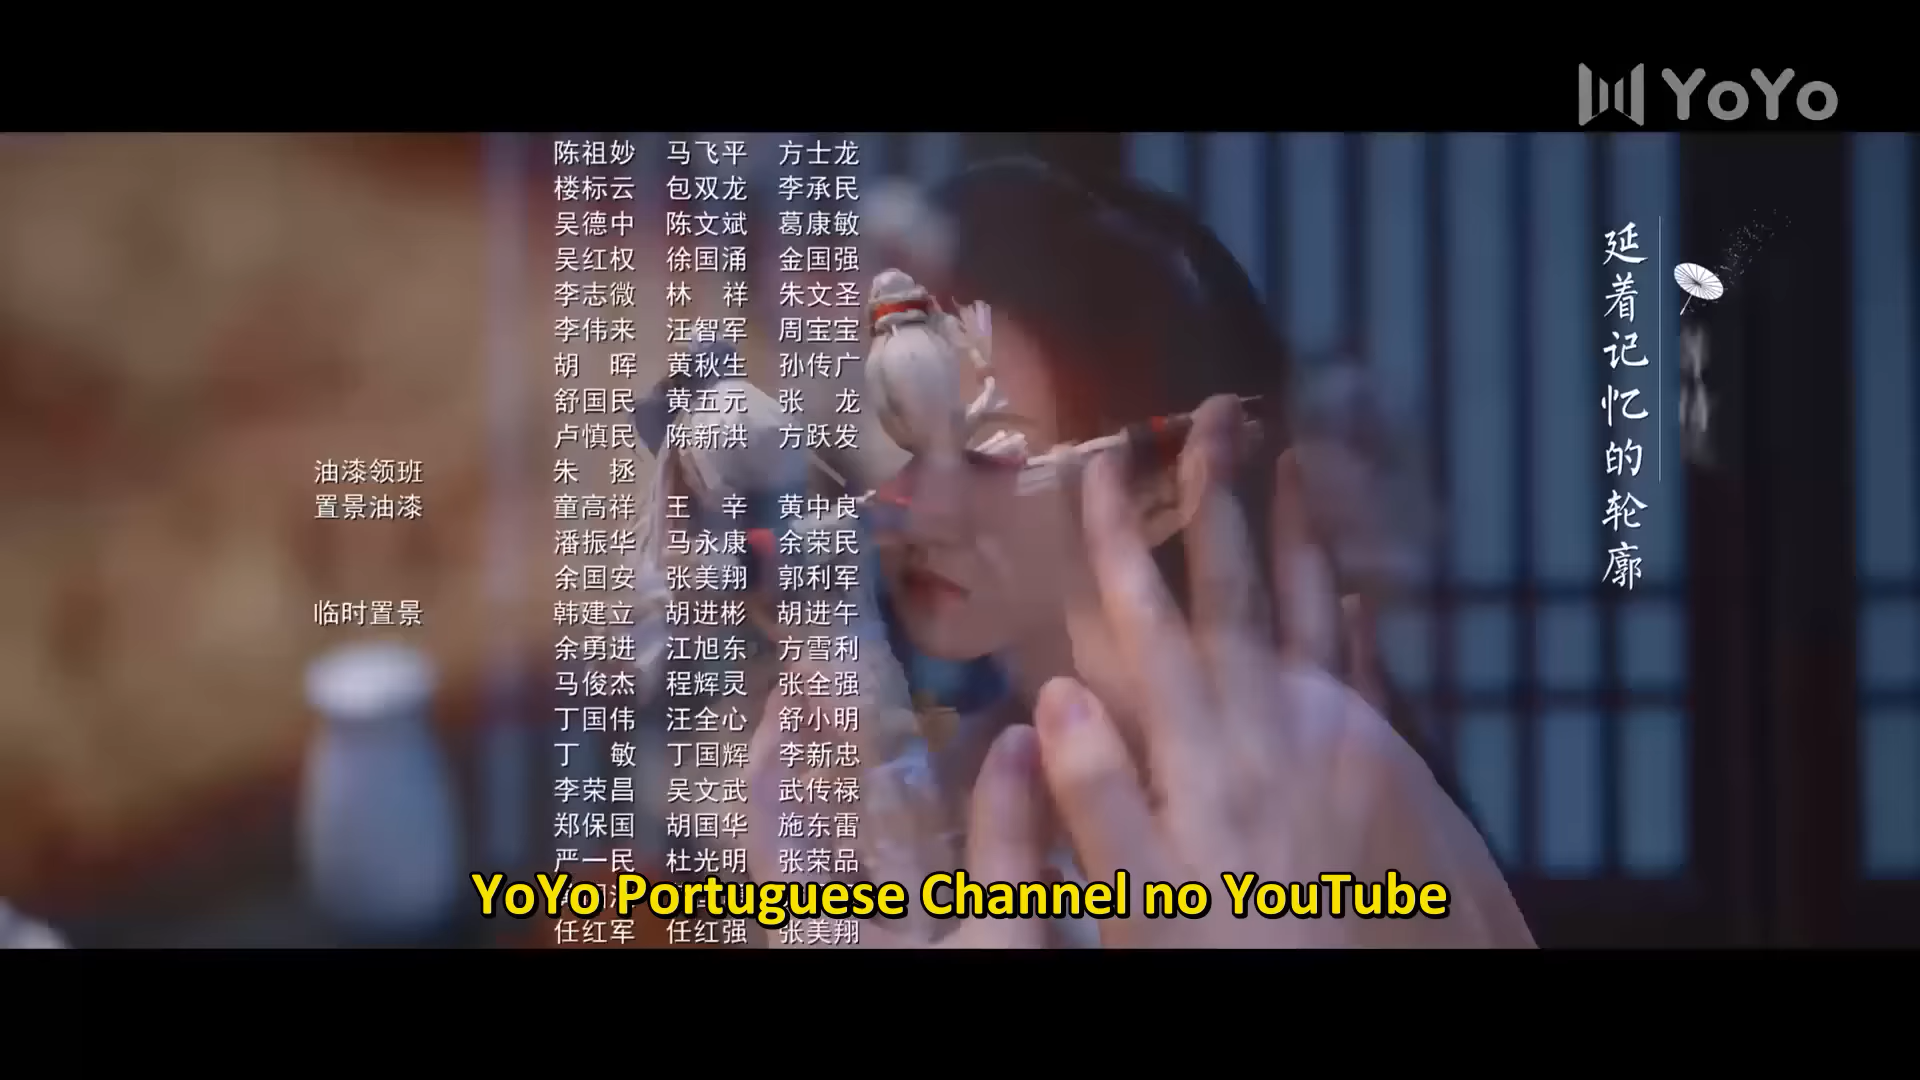 YoYo
陈祖妙 马飞平 方士龙
楼标云 包双龙 李承民
吴德中 陈文斌 葛康敏
吴红权 徐国涌 金国强
李志微 林 祥 朱文圣
李伟来 汪智军 周宝宝
胡 晖 黄秋生 孙传广
舒国民 黄五元 张 龙
卢慎民 陈新洪 方跃发
油漆领班 朱 拯
置景油漆 童高祥 王 辛 黄中良
潘振华 马永康 余荣民
余国安 张美翔 郭利军
临时置景 韩建立 胡进彬 胡进午
余勇进 江旭东 方雪利
马俊杰 程辉灵 张全强
丁国伟 汪全心 舒小明
丁 敏 丁国辉 李新忠
李荣昌 吴文武 武传禄
郑保国 胡国华 施东雷
严一民 杜光明 张荣品
任红军 任红强 张美翔
延着记忆的轮廓
YoYo Portuguese Channel no YouTube